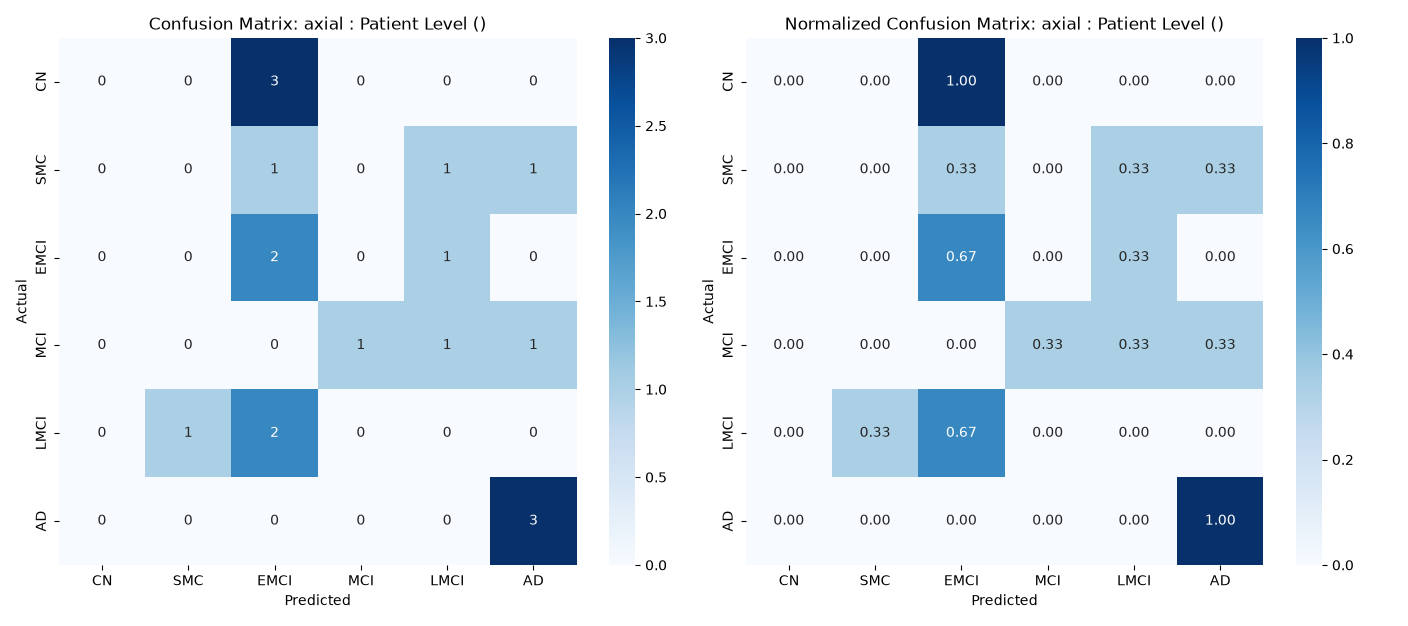 Confusion Matrix: axial : Patient Level ()
CN 0 0 3 0 0 0
SMC 0 0 1 0 1 1
EMCI 0 0 2 0 1 0
MCI 0 0 0 1 1 1
LMCI 0 1 2 0 0 0
AD 0 0 0 0 0 3
Actual
CN SMC EMCI MCI LMCI AD
Predicted
3.0
2.5
2.0
1.5
1.0
0.5
0.0
Normalized Confusion Matrix: axial : Patient Level ()
CN 0.00 0.00 1.00 0.00 0.00 0.00
SMC 0.00 0.00 0.33 0.00 0.33 0.33
EMCI 0.00 0.00 0.67 0.00 0.33 0.00
MCI 0.00 0.00 0.00 0.33 0.33 0.33
LMCI 0.00 0.33 0.67 0.00 0.00 0.00
AD 0.00 0.00 0.00 0.00 0.00 1.00
Actual
CN SMC EMCI MCI LMCI AD
Predicted
1.0
0.8
0.6
0.4
0.2
0.0